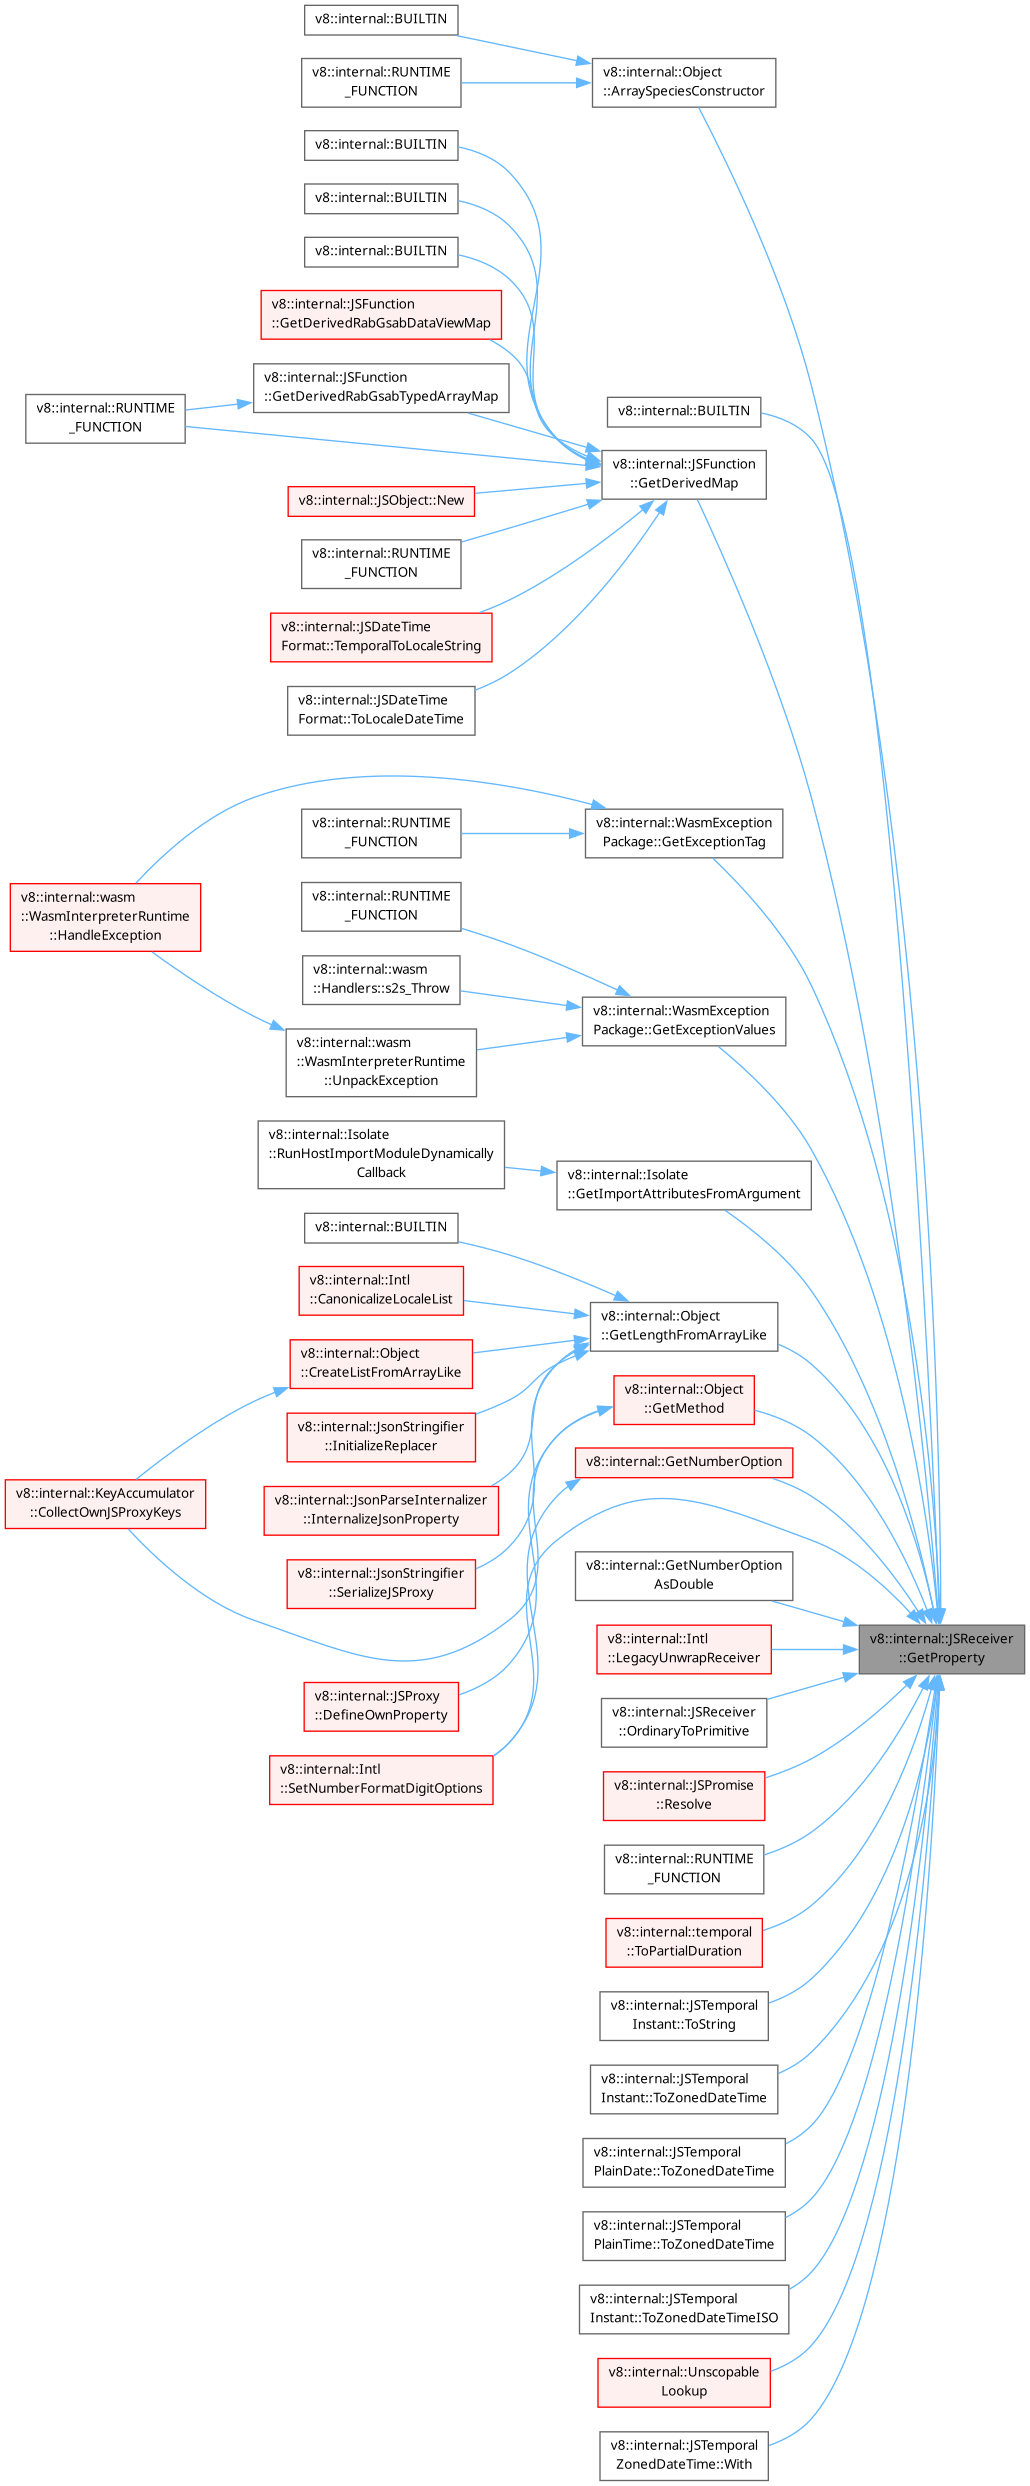 v8::internal::BUILTIN
v8::internal::RUNTIME
_FUNCTION
v8::internal::Object
::ArraySpeciesConstructor
v8::internal::BUILTIN
v8::internal::BUILTIN
v8::internal::BUILTIN
v8::internal::JSFunction
::GetDerivedRabGsabDataViewMap
v8::internal::JSFunction
::GetDerivedRabGsabTypedArrayMap
v8::internal::RUNTIME
_FUNCTION
v8::internal::BUILTIN
v8::internal::JSFunction
::GetDerivedMap
v8::internal::JSObject::New
v8::internal::RUNTIME
_FUNCTION
v8::internal::JSDateTime
Format::TemporalToLocaleString
v8::internal::JSDateTime
Format::ToLocaleDateTime
v8::internal::RUNTIME
_FUNCTION
v8::internal::WasmException
Package::GetExceptionTag
v8::internal::wasm
::WasmInterpreterRuntime
::HandleException
v8::internal::RUNTIME
_FUNCTION
v8::internal::wasm
::Handlers::s2s_Throw
v8::internal::WasmException
Package::GetExceptionValues
v8::internal::wasm
::WasmInterpreterRuntime
::UnpackException
v8::internal::Isolate
::RunHostImportModuleDynamically
Callback
v8::internal::Isolate
::GetImportAttributesFromArgument
v8::internal::BUILTIN
v8::internal::Intl
::CanonicalizeLocaleList
v8::internal::Object
::GetLengthFromArrayLike
v8::internal::Object
::CreateListFromArrayLike
v8::internal::Object
::GetMethod
v8::internal::JsonStringifier
::InitializeReplacer
v8::internal::GetNumberOption
v8::internal::KeyAccumulator
::CollectOwnJSProxyKeys
v8::internal::JsonParseInternalizer
::InternalizeJsonProperty
v8::internal::JsonStringifier
::SerializeJSProxy
v8::internal::GetNumberOption
AsDouble
v8::internal::JSReceiver
::GetProperty
v8::internal::Intl
::LegacyUnwrapReceiver
v8::internal::JSProxy
::DefineOwnProperty
v8::internal::JSReceiver
::OrdinaryToPrimitive
v8::internal::Intl
::SetNumberFormatDigitOptions
v8::internal::JSPromise
::Resolve
v8::internal::RUNTIME
_FUNCTION
v8::internal::temporal
::ToPartialDuration
v8::internal::JSTemporal
Instant::ToString
v8::internal::JSTemporal
Instant::ToZonedDateTime
v8::internal::JSTemporal
PlainDate::ToZonedDateTime
v8::internal::JSTemporal
PlainTime::ToZonedDateTime
v8::internal::JSTemporal
Instant::ToZonedDateTimeISO
v8::internal::Unscopable
Lookup
v8::internal::JSTemporal
ZonedDateTime::With